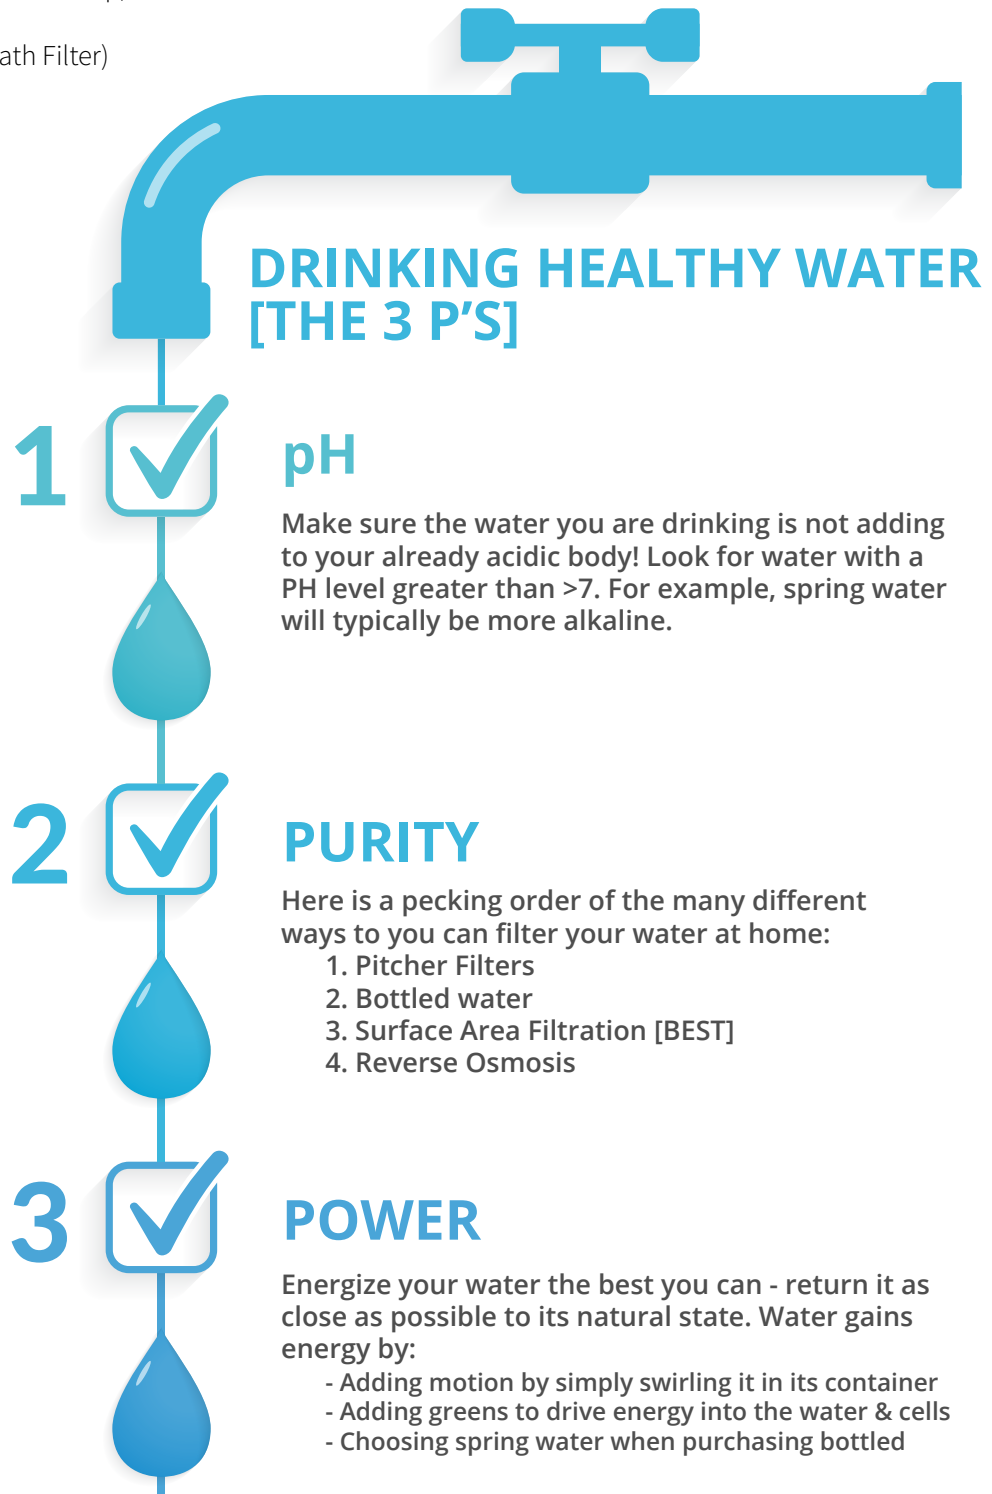 ath Filter)
DRINKING HEALTHY WATER
[THE 3 P’S]
1
pH
Make sure the water you are drinking is not adding
to your already acidic body! Look for water with a
PH level greater than >7. For example, spring water
will typically be more alkaline.
2
PURITY
Here is a pecking order of the many different
ways to you can filter your water at home:
1. Pitcher Filters
2. Bottled water
3. Surface Area Filtration [BEST]
4. Reverse Osmosis
3
POWER
Energize your water the best you can - return it as
close as possible to its natural state. Water gains
energy by:
- Adding motion by simply swirling it in its container
- Adding greens to drive energy into the water & cells
- Choosing spring water when purchasing bottled